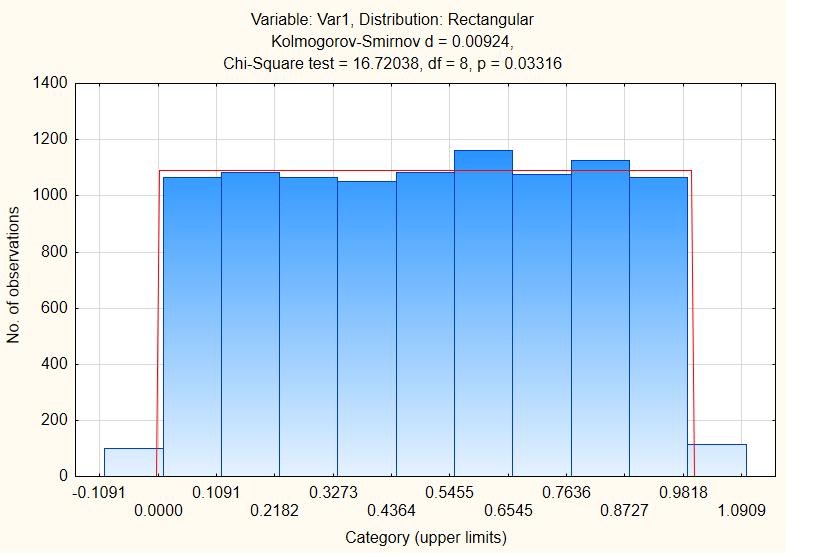 Variable: Var1, Distribution: Rectangular
Kolmogorov-Smirnov d = 0.00924,
Chi-Square test = 16.72038, df = 8, p = 0.03316
1400
1200
1000
800
600
400
200
0
No. of observations
-0.1091 0.1091 0.3273 0.5455 0.7636 0.9818
0.0000 0.2182 0.4364 0.6545 0.8727 1.0909
Category (upper limits)